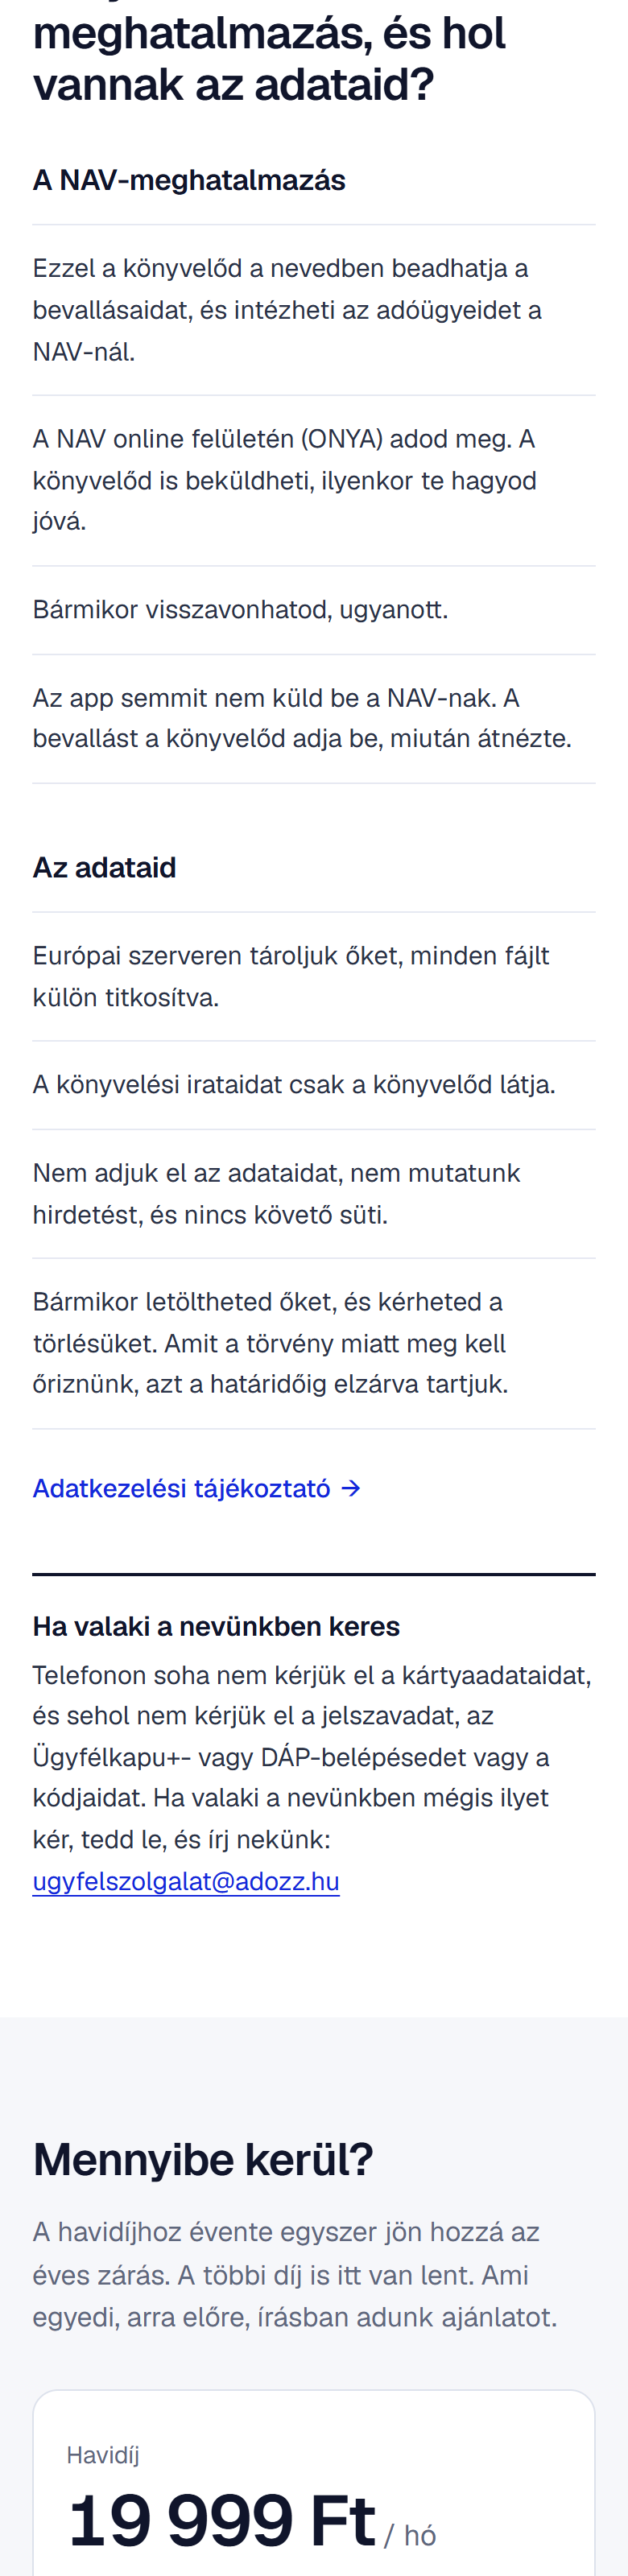 meghatalmazás, és hol
vannak az adataid?
A NAV-meghatalmazás
Ezzel a könyvelőd a nevedben beadhatja a
bevallásaidat, és intézheti az adóügyeidet a
NAV-nál.
A NAV online felületén (ONYA) adod meg. A
könyvelőd is beküldheti, ilyenkor te hagyod
jóvá.
Bármikor visszavonhatod, ugyanott.
Az app semmit nem küld be a NAV-nak. A
bevallást a könyvelőd adja be, miután átnézte.
Az adataid
Európai szerveren tároljuk őket, minden fájlt
külön titkosítva.
A könyvelési irataidat csak a könyvelőd látja.
Nem adjuk el az adataidat, nem mutatunk
hirdetést, és nincs követő süti.
Bármikor letöltheted őket, és kérheted a
törlésüket. Amit a törvény miatt meg kell
őriznünk, azt a határidőig elzárva tartjuk.
Adatkezelési tájékoztató →
Ha valaki a nevünkben keres
Telefonon soha nem kérjük el a kártyaadataidat,
és sehol nem kérjük el a jelszavadat, az
Ügyfélkapu+- vagy DÁP-belépésedet vagy a
kódjaidat. Ha valaki a nevünkben mégis ilyet
kér, tedd le, és írj nekünk:
ugyfelszolgalat@adozz.hu
Mennyibe kerül?
A havidíjhoz évente egyszer jön hozzá az
éves zárás. A többi díj is itt van lent. Ami
egyedi, arra előre, írásban adunk ajánlatot.
Havidíj
19 999 Ft / hó